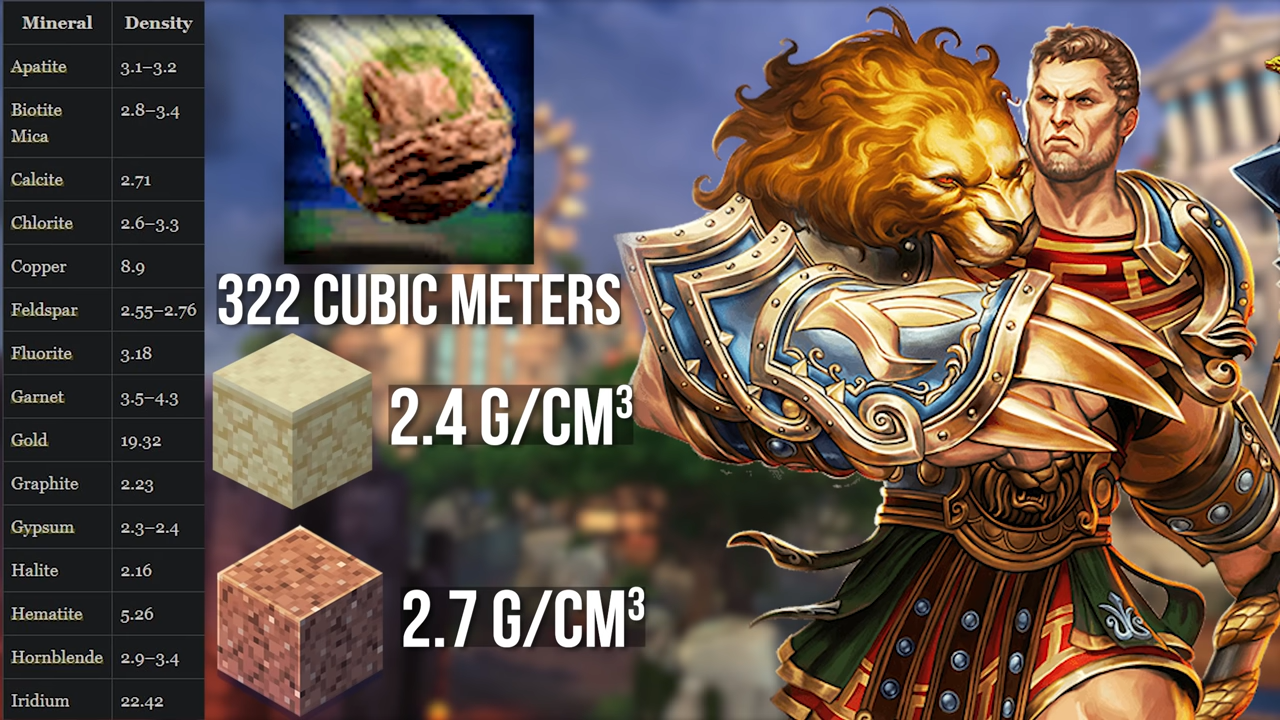 Mineral Density
Apatite 3.1–3.2
Biotite 2.8–3.4
Mica
Calcite 2.71
Chlorite 2.6–3.3
Copper 8.9
Feldspar 2.55–2.76
Fluorite 3.18
Garnet 3.5–4.3
Gold 19.32
Graphite 2.23
Gypsum 2.3–2.4
Halite 2.16
Hematite 5.26
Hornblende 2.9–3.4
Iridium 22.42
322 CUBIC METERS
2.4 G/CM³
2.7 G/CM³